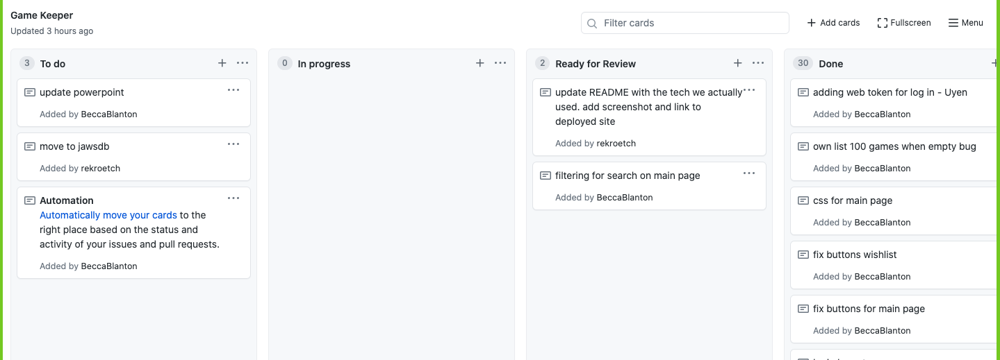 Game Keeper
Updated 3 hours ago
Filter cards
Add cards
Fullscreen
Menu
3 To do
update powerpoint
Added by BeccaBlanton
move to jawsdb
Added by rekroetch
Automation
Automatically move your cards to the
right place based on the status and
activity of your issues and pull requests.
Added by BeccaBlanton
0 In progress
2 Ready for Review
update README with the tech we actually
used. add screenshot and link to
deployed site
Added by rekroetch
filtering for search on main page
Added by BeccaBlanton
30 Done
adding web token for log in - Uyen
Added by BeccaBlanton
own list 100 games when empty bug
Added by BeccaBlanton
css for main page
Added by BeccaBlanton
fix buttons wishlist
Added by BeccaBlanton
fix buttons for main page
Added by BeccaBlanton